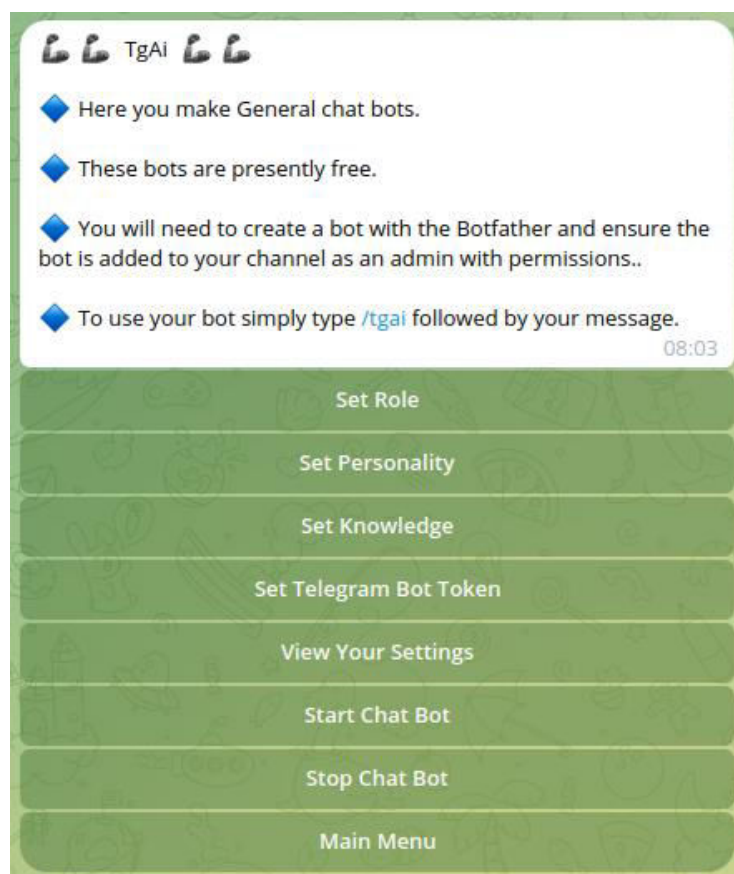 🦾 🦾 TgAi 🦾 🦾
🔷 Here you make General chat bots.
🔷 These bots are presently free.
🔷 You will need to create a bot with the Botfather and ensure the
bot is added to your channel as an admin with permissions..
🔷 To use your bot simply type /tgai followed by your message.
08:03
Set Role
Set Personality
Set Knowledge
Set Telegram Bot Token
View Your Settings
Start Chat Bot
Stop Chat Bot
Main Menu